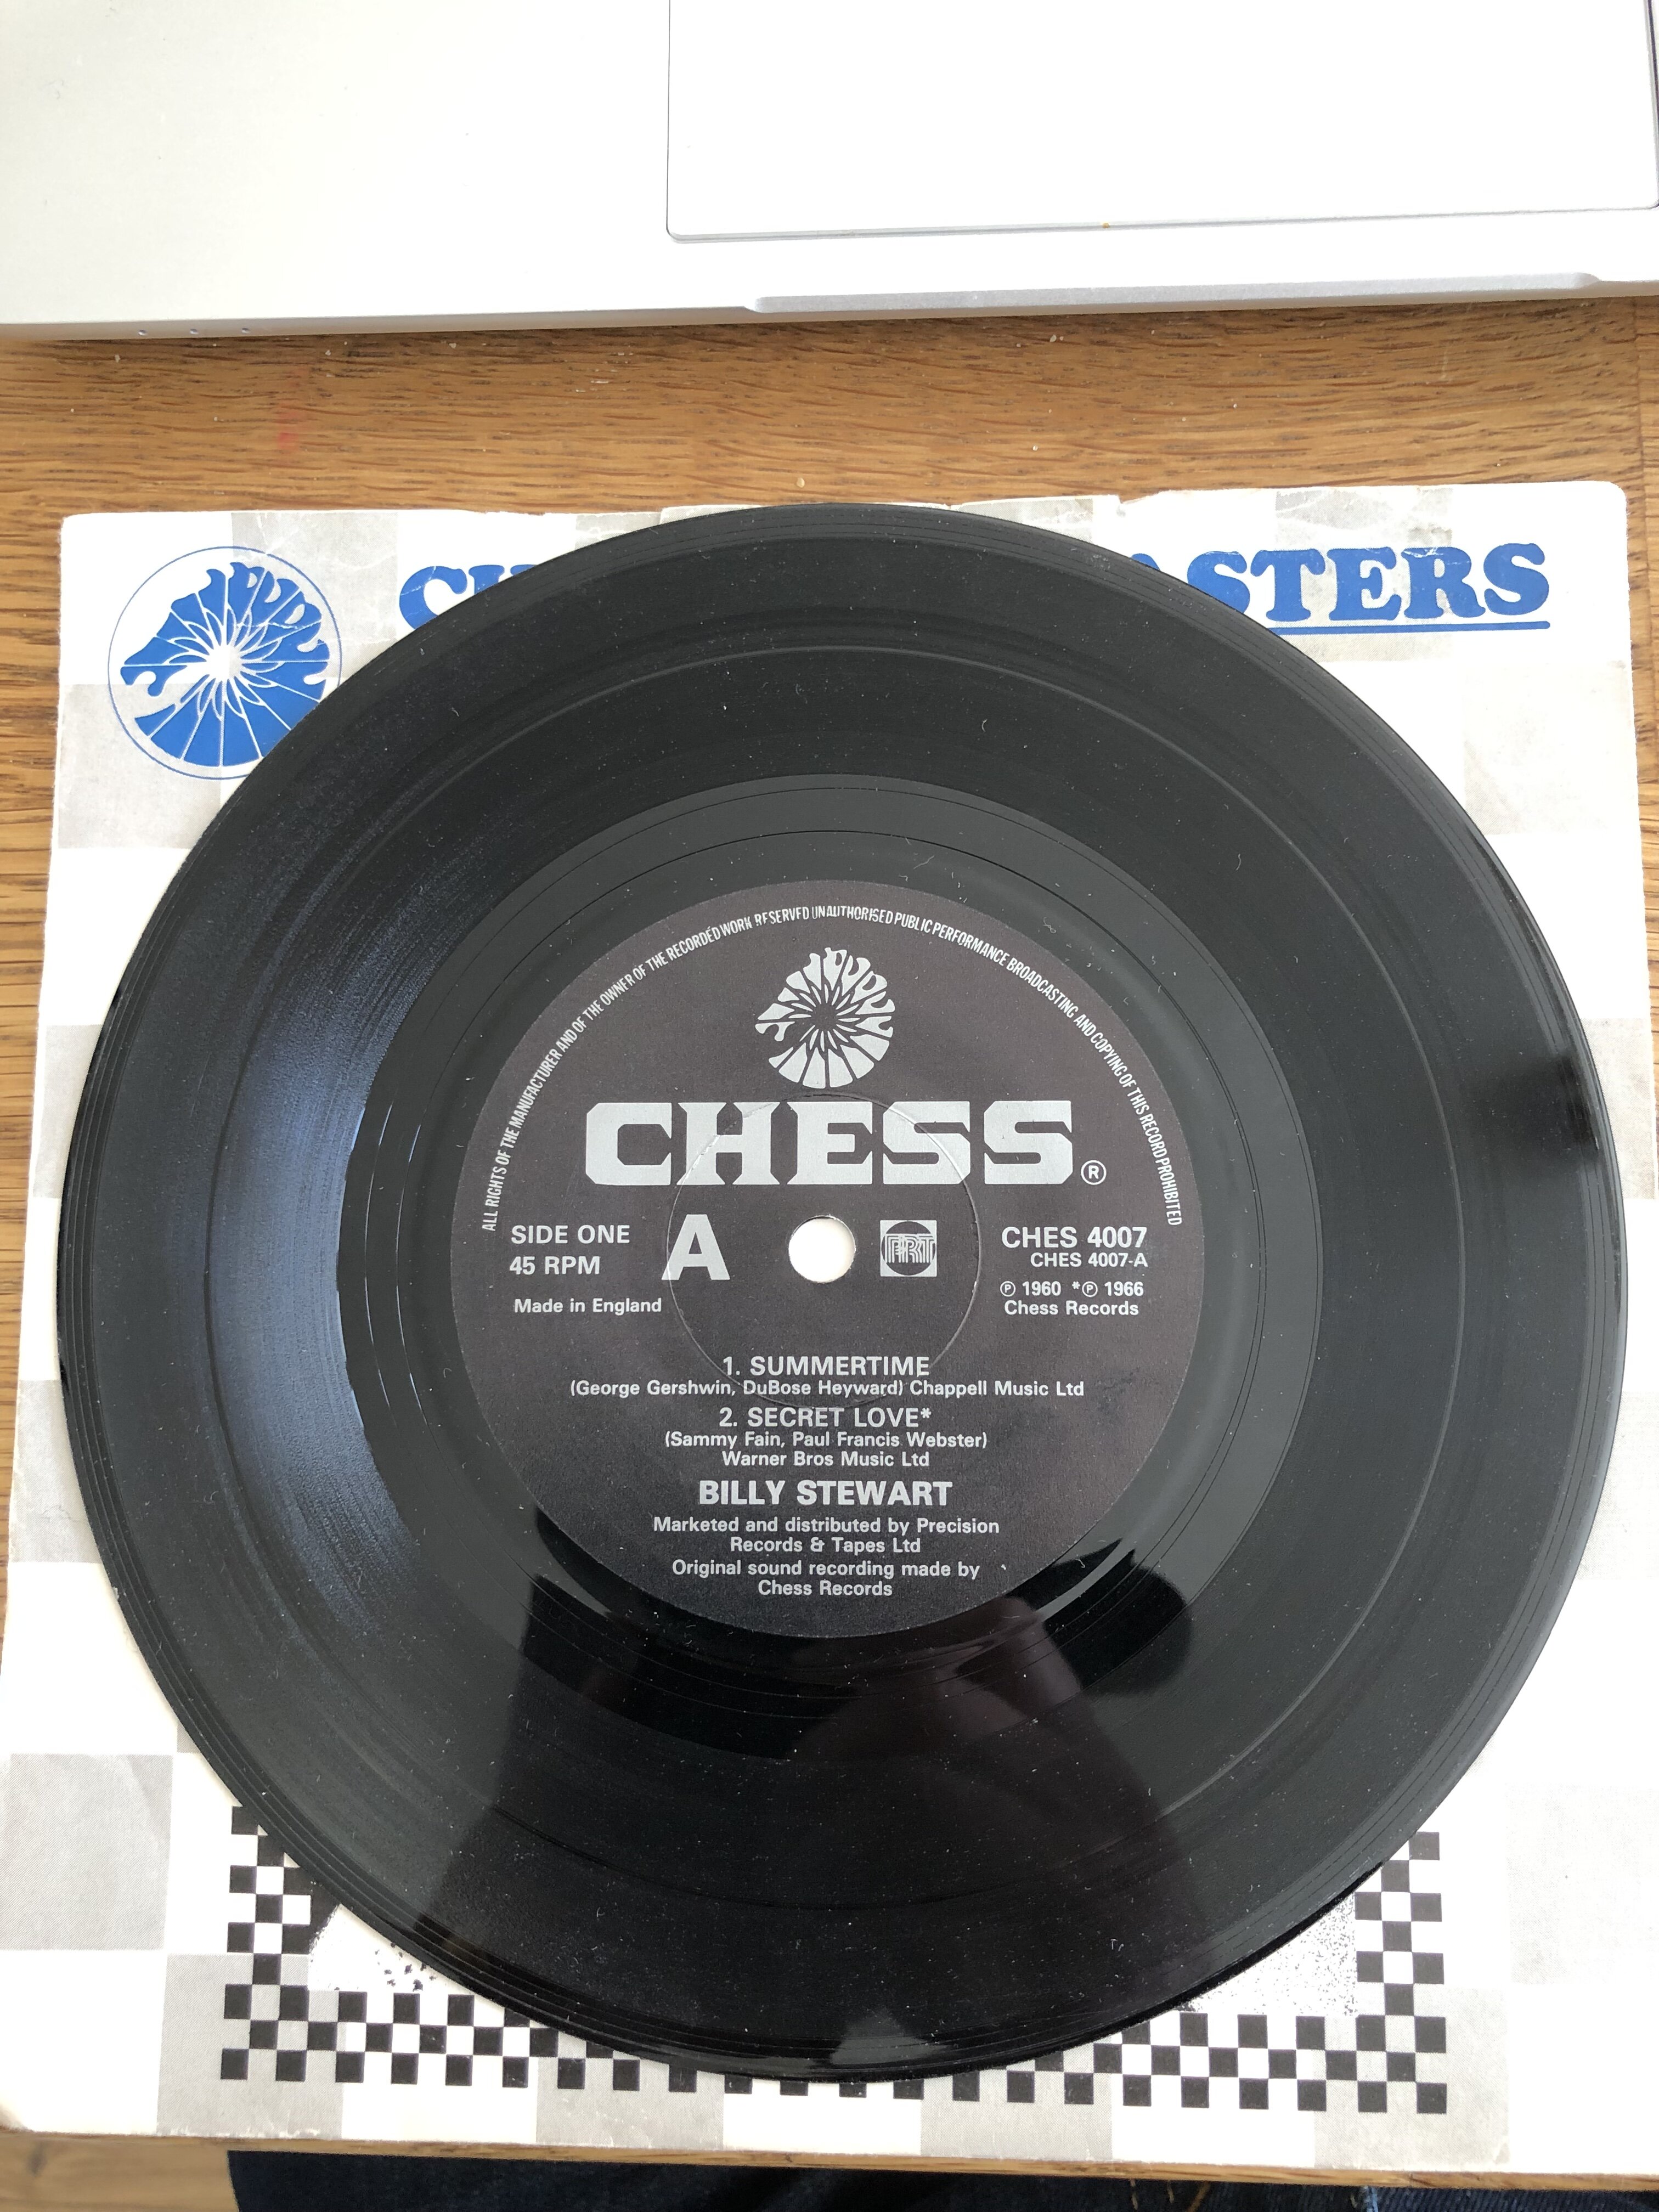 STERS
ALL RIGHTS OF THE MANUFACTURER AND OF THE OWNER OF THE RECORDED WORK RESERVED UNAUTHORISED PUBLIC PERFORMANCE BROADCASTING AND COPYING OF THIS RECORD PROHIBITED
CHESS®
SIDE ONE
45 RPM
Made in England
A
PRT
CHES 4007
CHES 4007-A
℗ 1960 *℗ 1966
Chess Records
1. SUMMERTIME
(George Gershwin, DuBose Heyward) Chappell Music Ltd
2. SECRET LOVE*
(Sammy Fain, Paul Francis Webster)
Warner Bros Music Ltd
BILLY STEWART
Marketed and distributed by Precision
Records & Tapes Ltd
Original sound recording made by
Chess Records